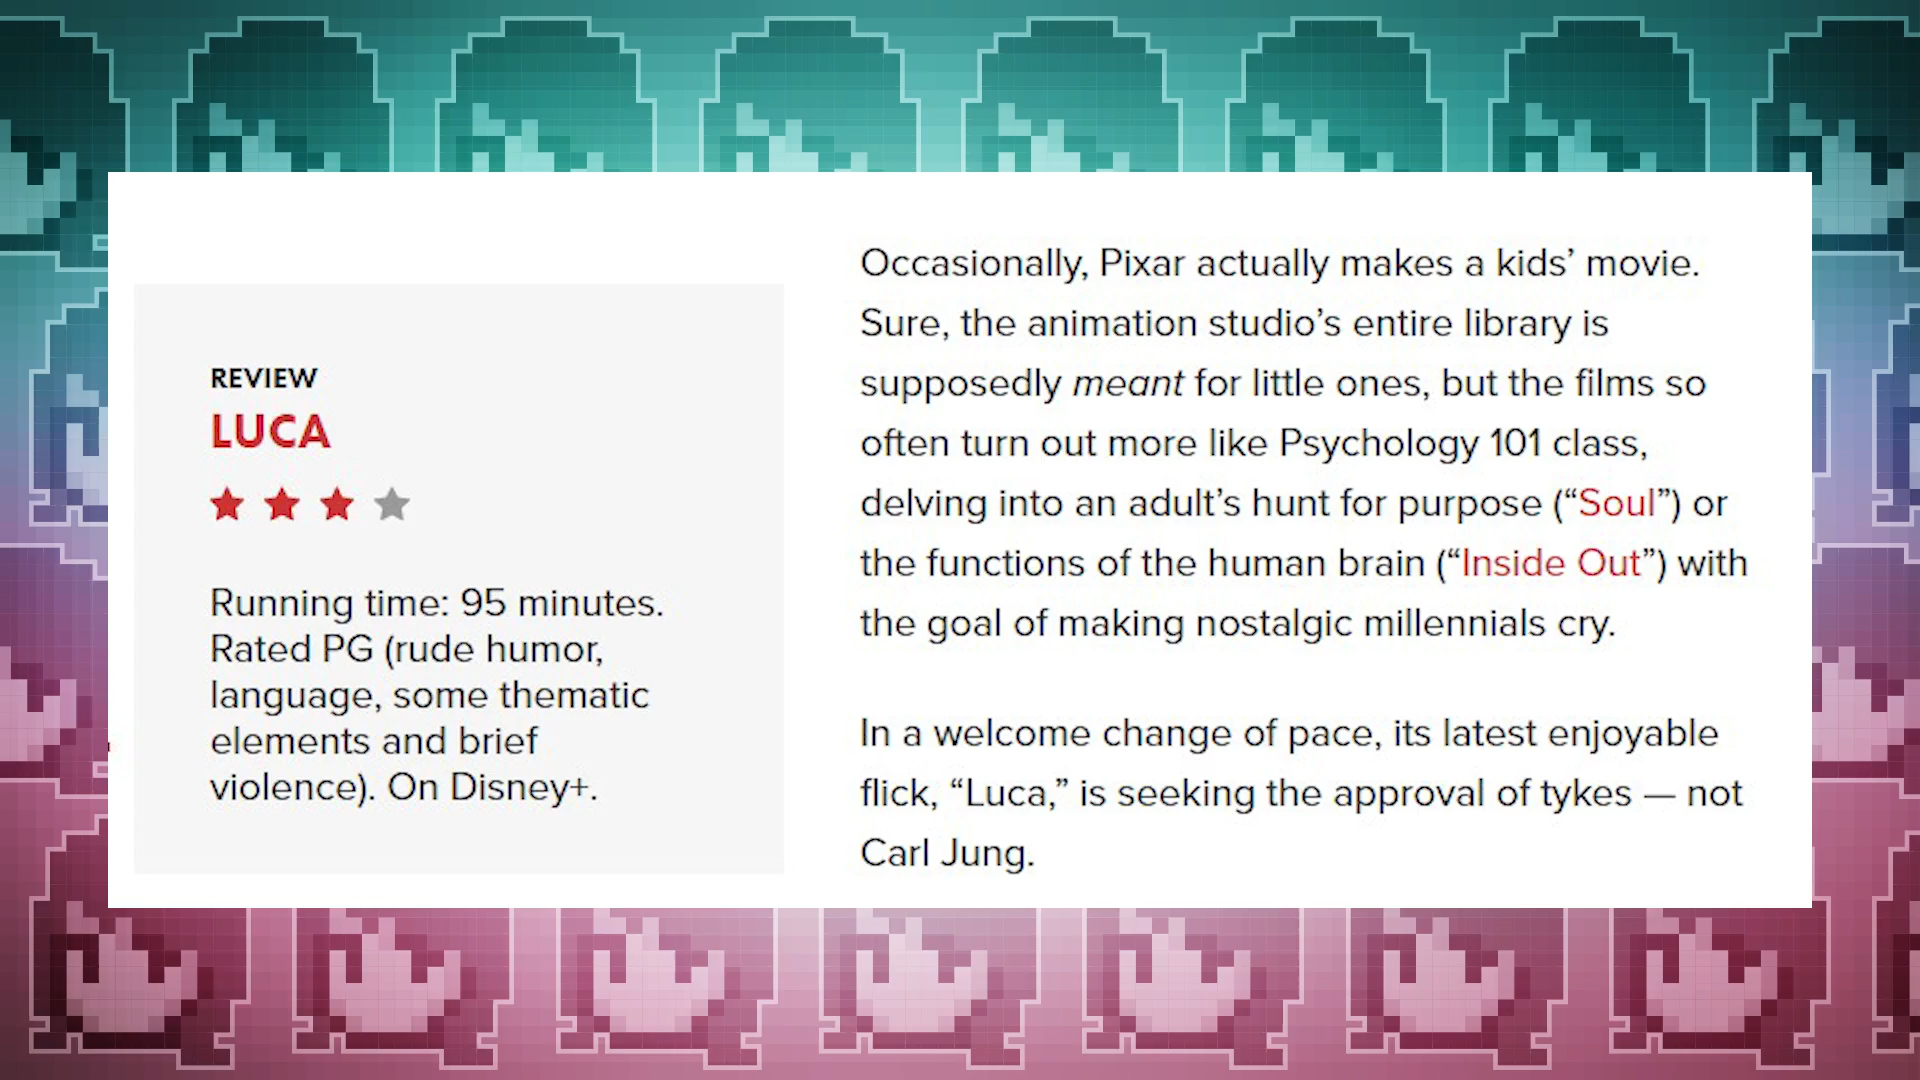 REVIEW
LUCA
Running time: 95 minutes.
Rated PG (rude humor,
language, some thematic
elements and brief
violence). On Disney+.
Occasionally, Pixar actually makes a kids’ movie.
Sure, the animation studio’s entire library is
supposedly meant for little ones, but the films so
often turn out more like Psychology 101 class,
delving into an adult’s hunt for purpose (“Soul”) or
the functions of the human brain (“Inside Out”) with
the goal of making nostalgic millennials cry.
In a welcome change of pace, its latest enjoyable
flick, “Luca,” is seeking the approval of tykes — not
Carl Jung.